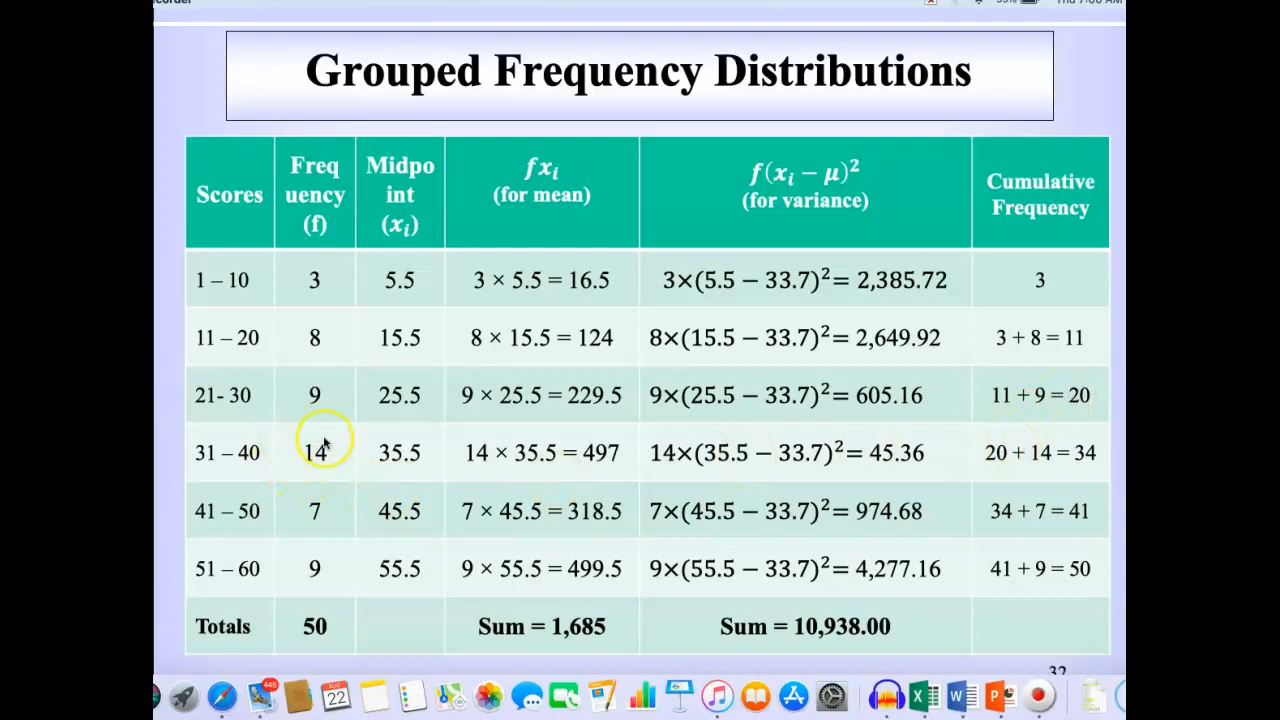 Grouped Frequency Distributions
Scores
Freq
uency
(f)
Midpo
int
(xᵢ)
fxᵢ
(for mean)
f(xᵢ − μ)²
(for variance)
Cumulative
Frequency
1 – 10 3 5.5 3 × 5.5 = 16.5 3×(5.5 − 33.7)²= 2,385.72 3
11 – 20 8 15.5 8 × 15.5 = 124 8×(15.5 − 33.7)²= 2,649.92 3 + 8 = 11
21- 30 9 25.5 9 × 25.5 = 229.5 9×(25.5 − 33.7)²= 605.16 11 + 9 = 20
31 – 40 14 35.5 14 × 35.5 = 497 14×(35.5 − 33.7)²= 45.36 20 + 14 = 34
41 – 50 7 45.5 7 × 45.5 = 318.5 7×(45.5 − 33.7)²= 974.68 34 + 7 = 41
51 – 60 9 55.5 9 × 55.5 = 499.5 9×(55.5 − 33.7)²= 4,277.16 41 + 9 = 50
Totals 50 Sum = 1,685 Sum = 10,938.00
445
AUG
22